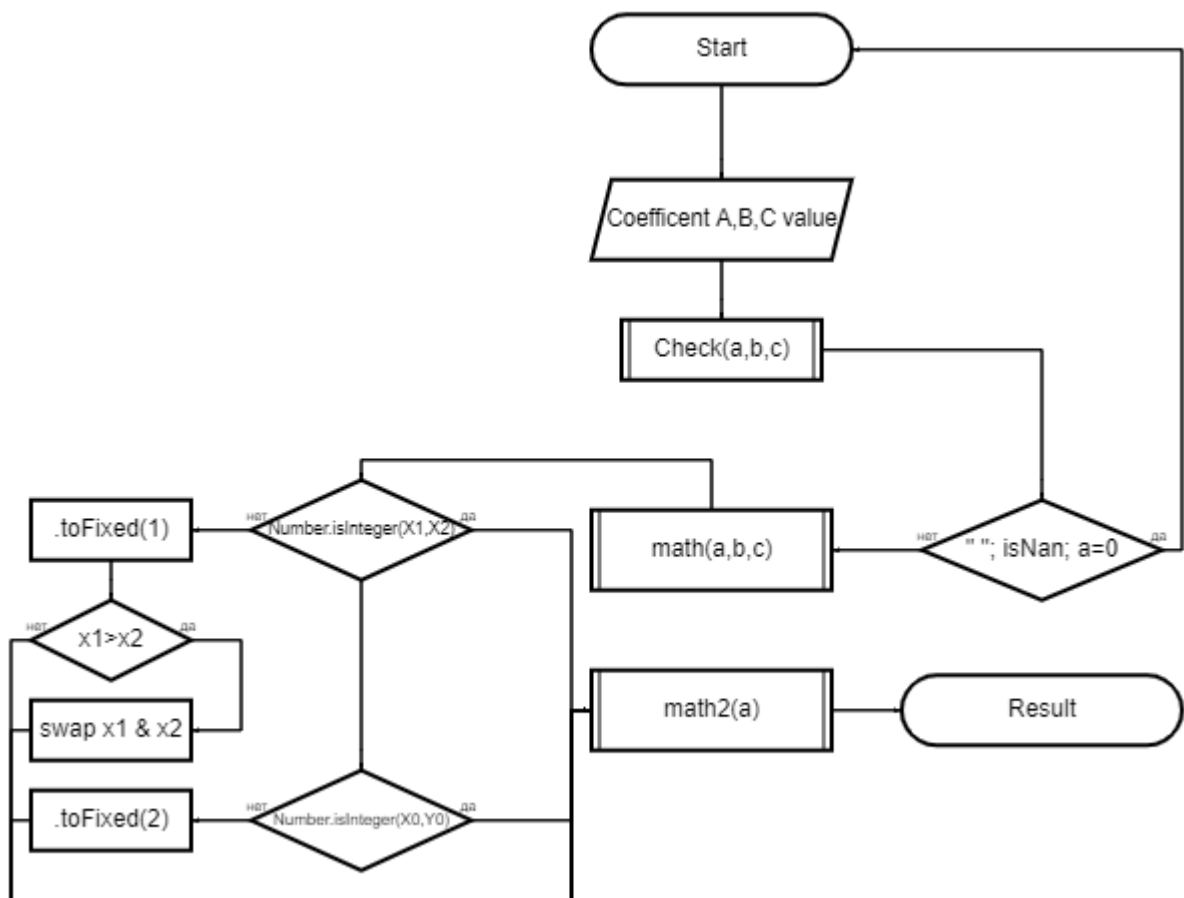 Start
Coefficent A,B,C value
Check(a,b,c)
" "; isNan; a=0
нет
да
math(a,b,c)
Number.isInteger(X1,X2)
нет
да
.toFixed(1)
x1>x2
нет
да
swap x1 & x2
.toFixed(2)
Number.isInteger(X0,Y0)
нет
да
math2(a)
Result